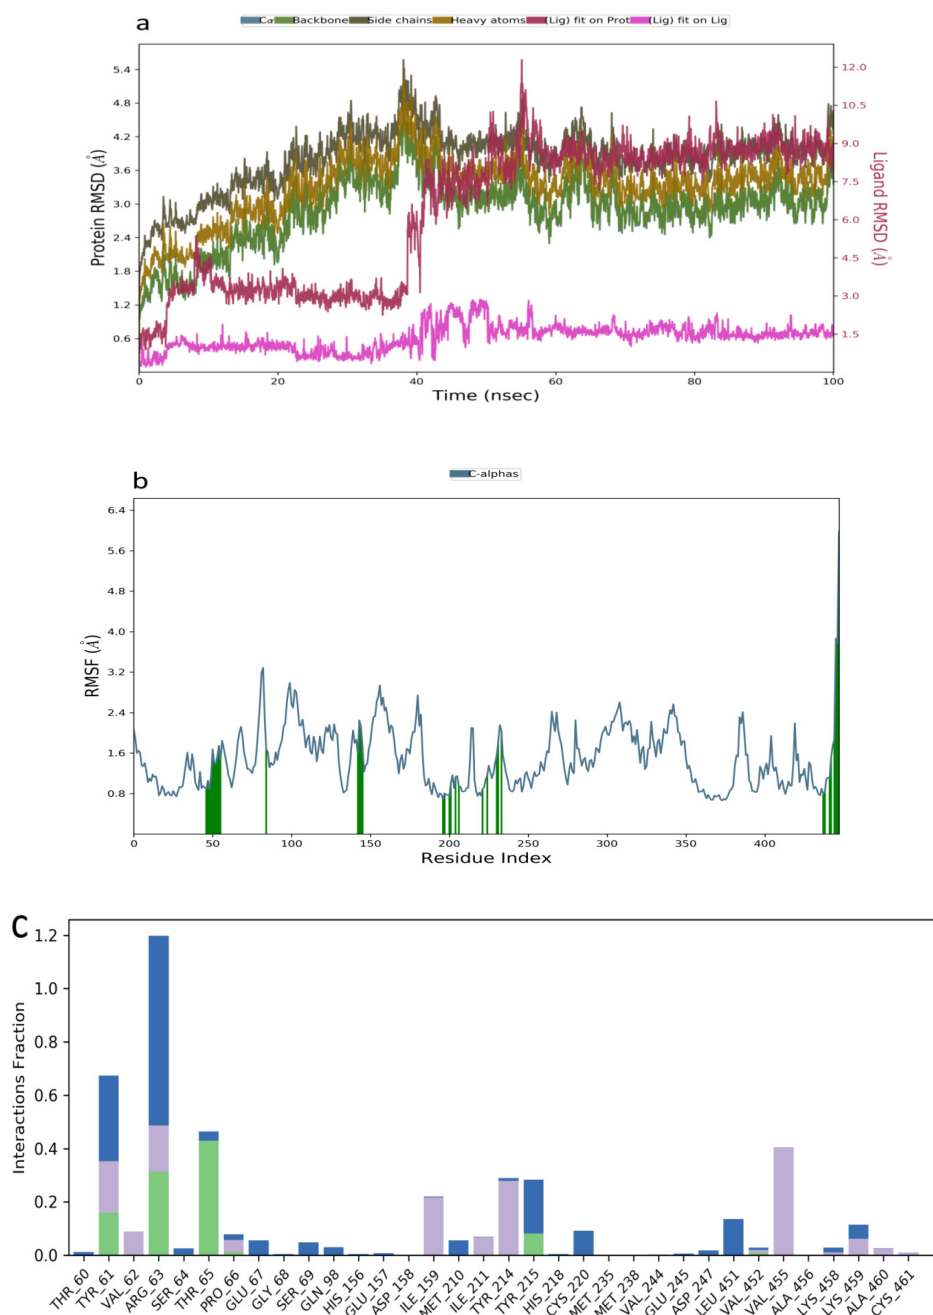 a
Cα Backbone Side chains Heavy atoms (Lig) fit on Prot (Lig) fit on Lig
5.4
4.8
4.2
3.6
3.0
2.4
1.8
1.2
0.6
Protein RMSD (Å)
12.0
10.5
9.0
7.5
6.0
4.5
3.0
1.5
Ligand RMSD (Å)
0 20 40 60 80 100
Time (nsec)
b
C-alphas
6.4
5.6
4.8
4.0
3.2
2.4
1.6
0.8
RMSF (Å)
0 50 100 150 200 250 300 350 400
Residue Index
C
1.2
1.0
0.8
0.6
0.4
0.2
0.0
Interactions Fraction
THR_60 TYR_61 VAL_62 ARG_63 SER_64 THR_65 PRO_66 GLU_67 GLY_68 SER_69 GLN_98 HIS_156 GLU_157 ASP_158 ILE_159 MET_210 ILE_211 TYR_214 TYR_215 HIS_218 CYS_220 MET_235 MET_238 VAL_244 GLU_245 ASP_247 LEU_451 VAL_452 VAL_455 ALA_456 YS_458 YS_459 LA_460 YS_461